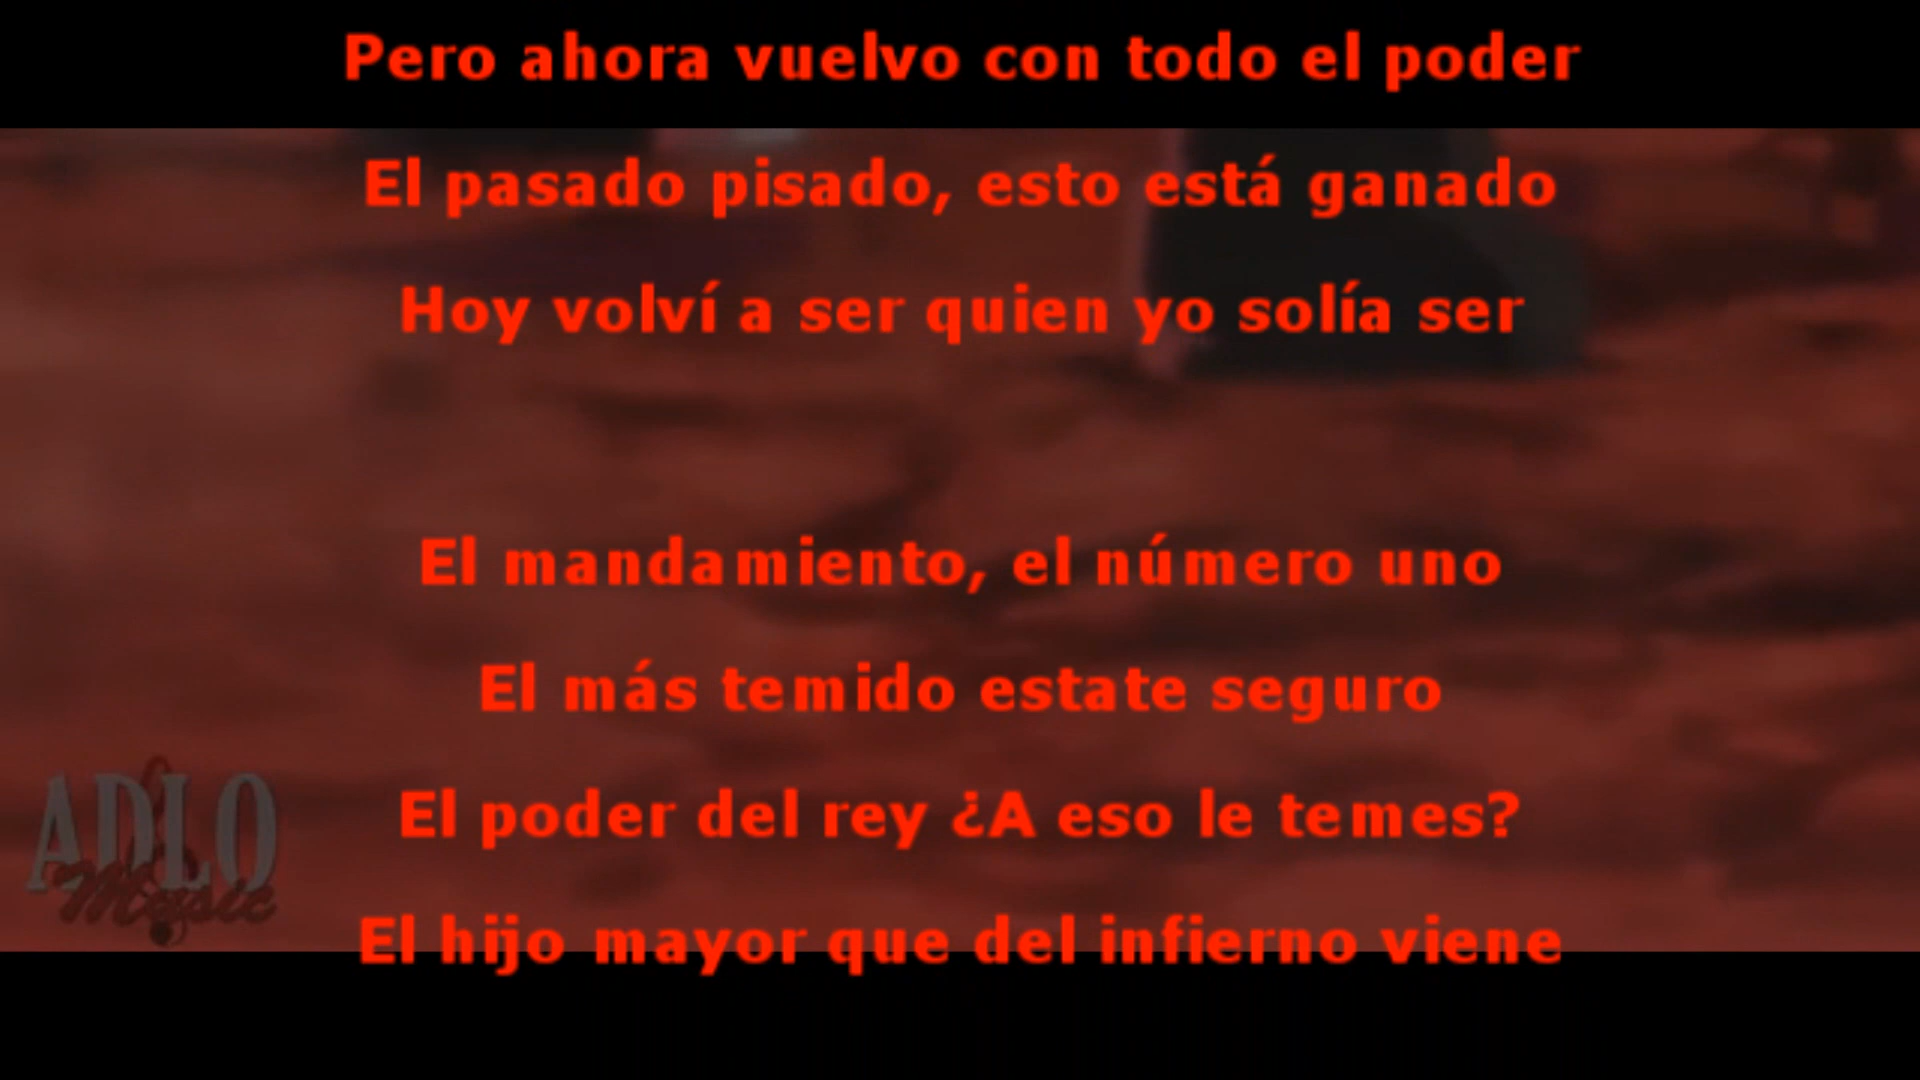 Pero ahora vuelvo con todo el poder
El pasado pisado, esto está ganado
Hoy volví a ser quien yo solía ser
El mandamiento, el número uno
El más temido estate seguro
El poder del rey ¿A eso le temes?
El hijo mayor que del infierno viene
ADLO
Music